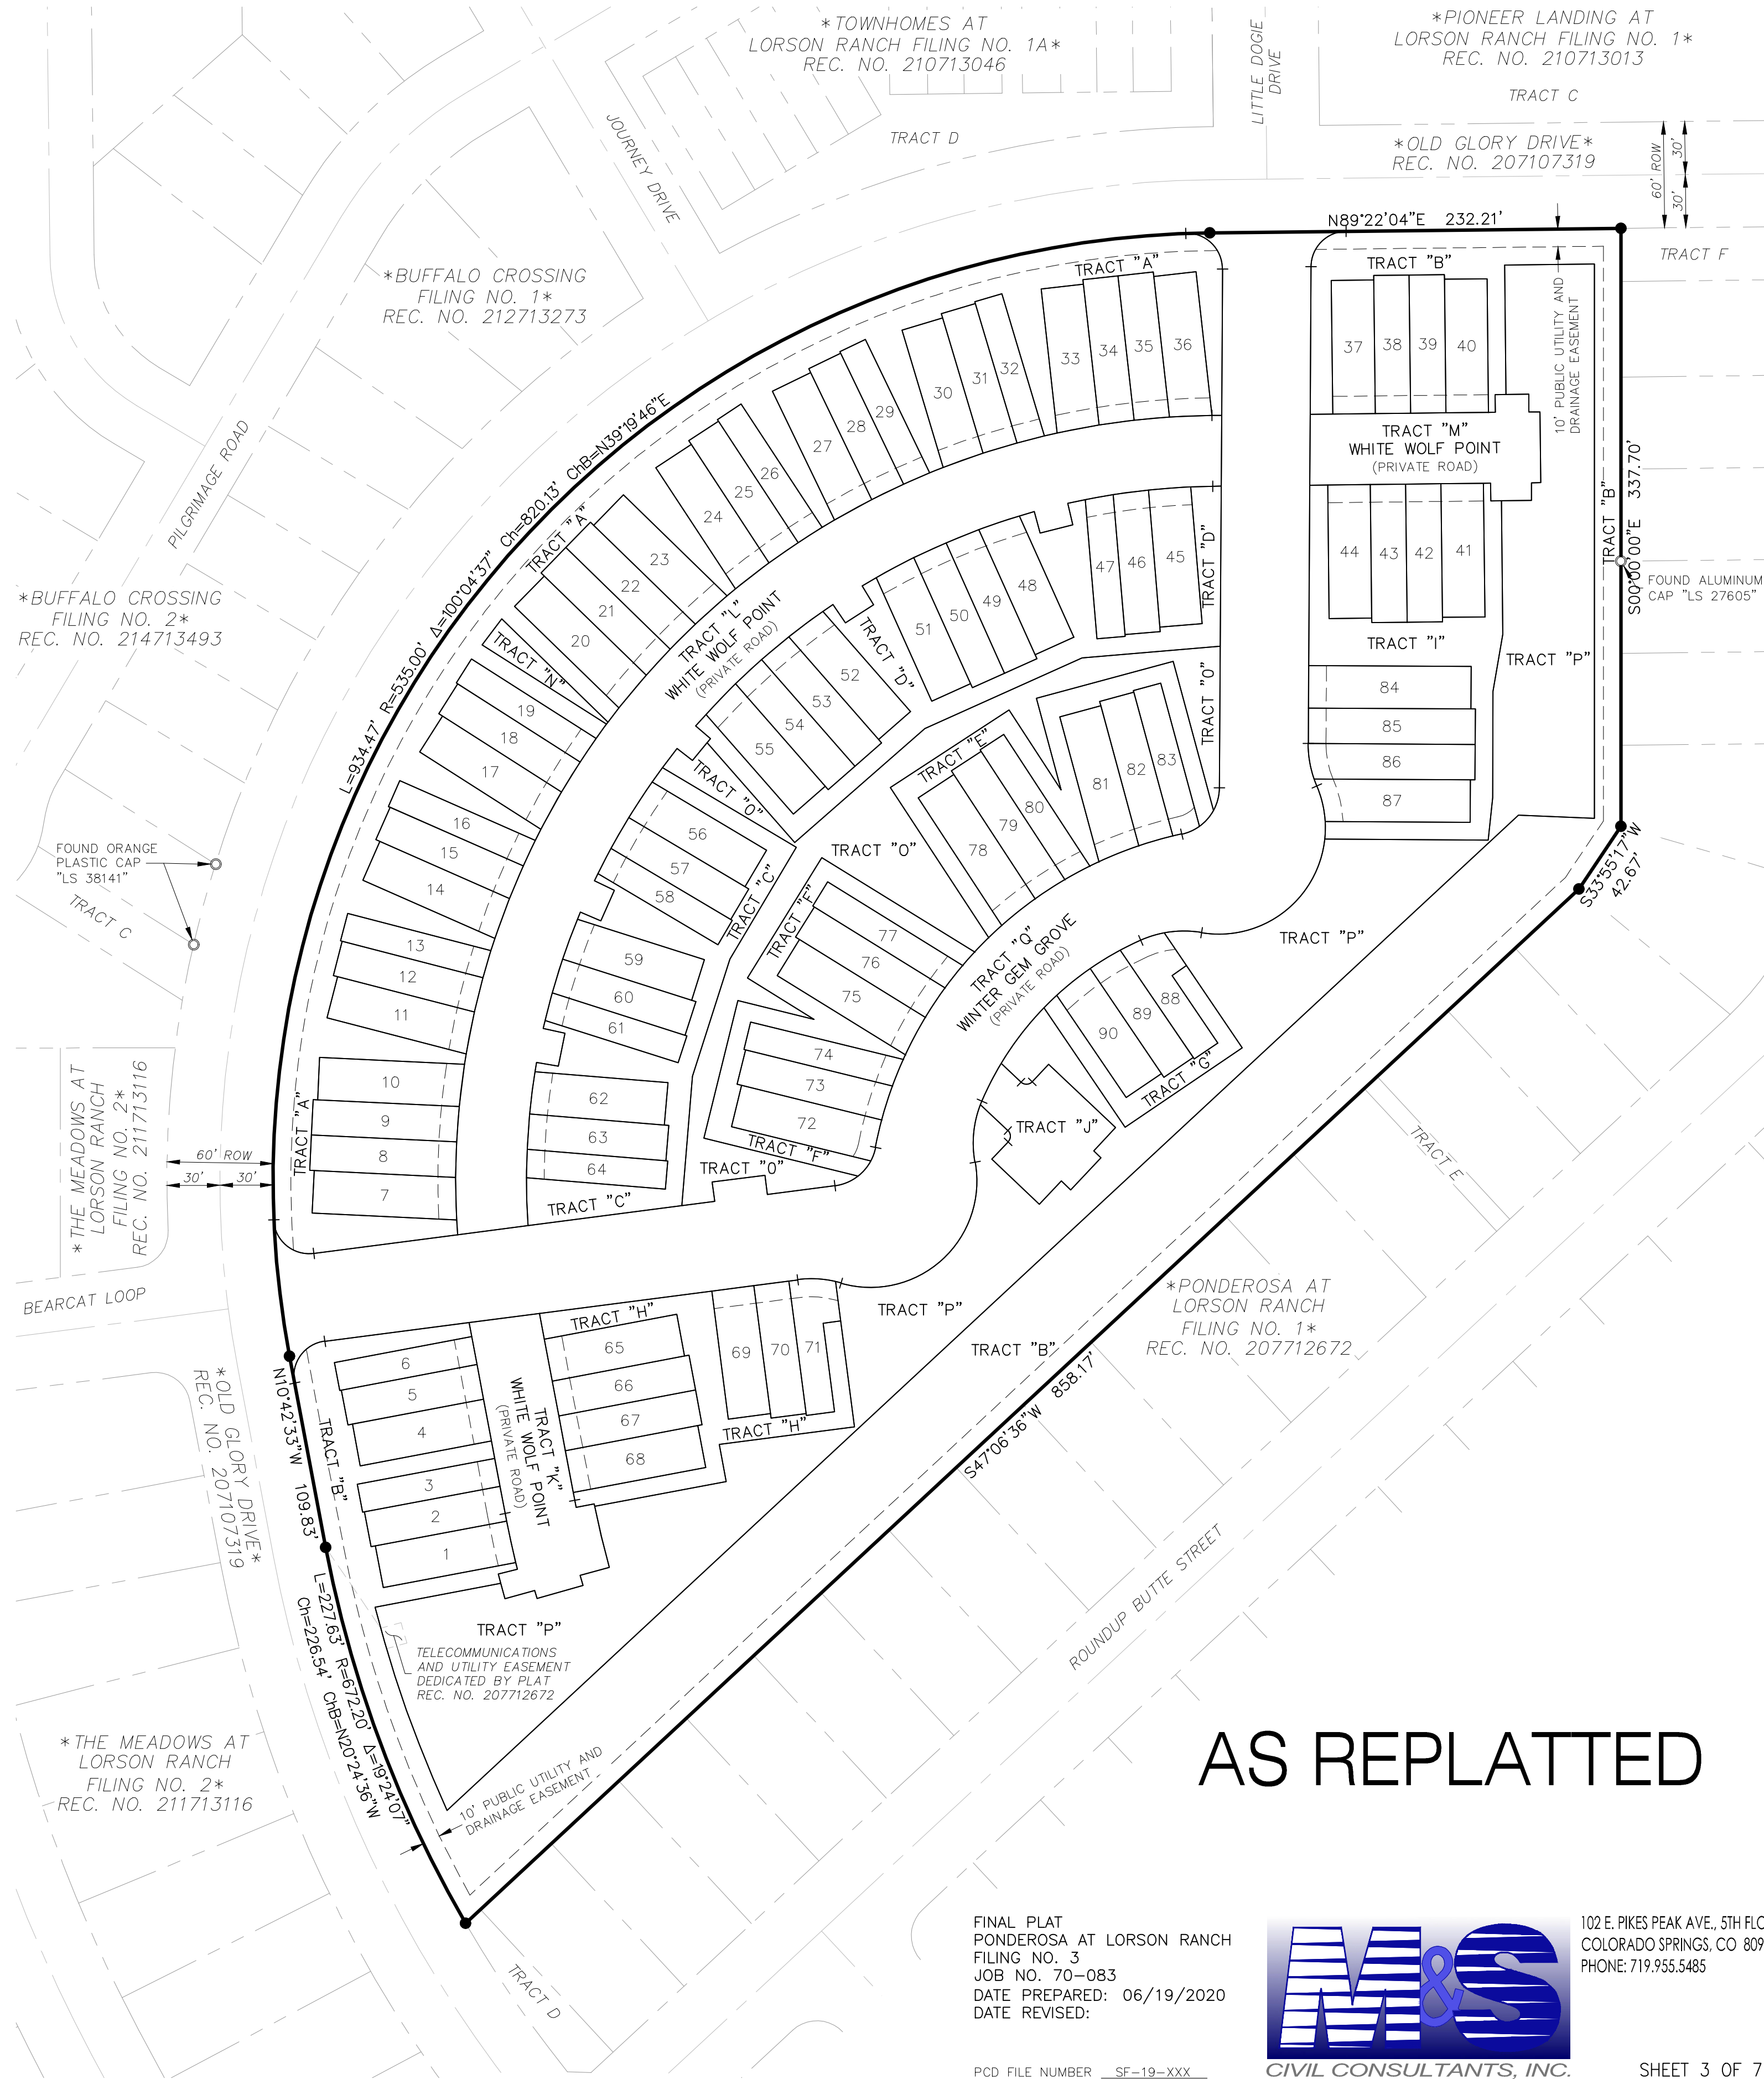 *TOWNHOMES AT
LORSON RANCH FILING NO. 1A*
REC. NO. 210713046
LITTLE DOGIE
DRIVE
*PIONEER LANDING AT
LORSON RANCH FILING NO. 1*
REC. NO. 210713013
TRACT C
TRACT D
JOURNEY DRIVE
*OLD GLORY DRIVE*
REC. NO. 207107319
60' ROW
30'
30'
N89°22'04"E 232.21'
TRACT F
*BUFFALO CROSSING
FILING NO. 1*
REC. NO. 212713273
TRACT "A"
TRACT "B"
10' PUBLIC UTILITY AND
DRAINAGE EASEMENT
33
34
35
36
37
38
39
40
30
31
32
27
28
29
24
25
26
TRACT "M"
WHITE WOLF POINT
(PRIVATE ROAD)
PILGRIMAGE ROAD
L=934.47' R=535.00' Δ=100°04'37" Ch=820.13' ChB=N39°19'46"E
TRACT "A"
S00°00'00"E 337.70'
TRACT "B"
FOUND ALUMINUM
CAP "LS 27605"
20
21
22
23
44
43
42
41
47
46
45
TRACT "D"
51
50
49
48
*BUFFALO CROSSING
FILING NO. 2*
REC. NO. 214713493
TRACT "L"
WHITE WOLF POINT
(PRIVATE ROAD)
TRACT "N"
TRACT "D"
TRACT "I"
TRACT "P"
55
54
53
52
19
18
17
84
85
86
87
TRACT "O"
TRACT "E"
TRACT "O"
81
82
83
78
79
80
16
15
14
56
57
58
TRACT "O"
TRACT "C"
FOUND ORANGE
PLASTIC CAP
"LS 38141"
TRACT C
S33°55'17"W
42.67'
13
12
11
59
60
61
TRACT "F"
77
76
75
TRACT "Q"
WINTER GEM GROVE
(PRIVATE ROAD)
TRACT "P"
90
89
88
TRACT "G"
TRACT "J"
10
9
8
7
TRACT "A"
62
63
64
74
73
72
TRACT "F"
TRACT "O"
TRACT "C"
*THE MEADOWS AT
LORSON RANCH
FILING NO. 2*
REC. NO. 211713116
60' ROW
30'
30'
TRACT E
BEARCAT LOOP
*PONDEROSA AT
LORSON RANCH
FILING NO. 1*
REC. NO. 207712672
TRACT "H"
TRACT "P"
TRACT "B"
6
5
4
3
2
1
65
66
67
68
69
70
71
TRACT "H"
TRACT "K"
WHITE WOLF POINT
(PRIVATE ROAD)
N10°42'33"W 109.83'
TRACT "B"
*OLD GLORY DRIVE*
REC. NO. 207107319
S47°06'36"W 858.17'
ROUNDUP BUTTE STREET
TRACT "P"
TELECOMMUNICATIONS
AND UTILITY EASEMENT
DEDICATED BY PLAT
REC. NO. 207712672
L=227.63' R=672.20' Δ=19°24'07"
Ch=226.54' ChB=N20°24'36"W
*THE MEADOWS AT
LORSON RANCH
FILING NO. 2*
REC. NO. 211713116
10' PUBLIC UTILITY AND
DRAINAGE EASEMENT
TRACT D
AS REPLATTED
FINAL PLAT
PONDEROSA AT LORSON RANCH
FILING NO. 3
JOB NO. 70-083
DATE PREPARED: 06/19/2020
DATE REVISED:
PCD FILE NUMBER SF-19-XXX
M&S
CIVIL CONSULTANTS, INC.
102 E. PIKES PEAK AVE., 5TH FLO
COLORADO SPRINGS, CO 809
PHONE: 719.955.5485
SHEET 3 OF 7